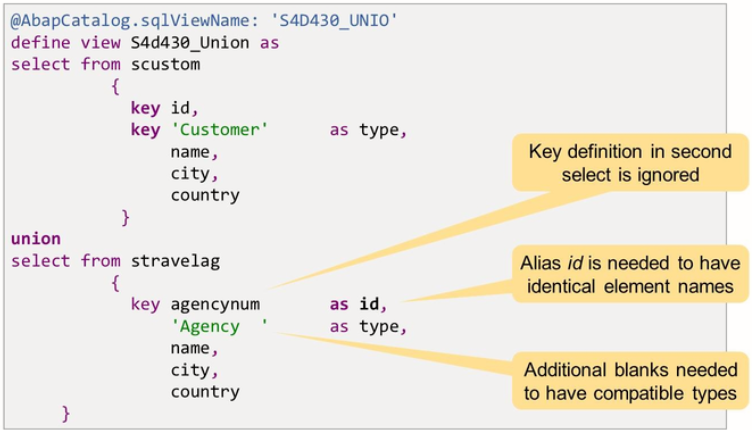 @AbapCatalog.sqlViewName: 'S4D430_UNIO'
define view S4d430_Union as
select from scustom
{
key id,
key 'Customer' as type,
name,
city,
country
}
union
select from stravelag
{
key agencynum as id,
'Agency  ' as type,
name,
city,
country
}
Key definition in second
select is ignored
Alias id is needed to have
identical element names
Additional blanks needed
to have compatible types